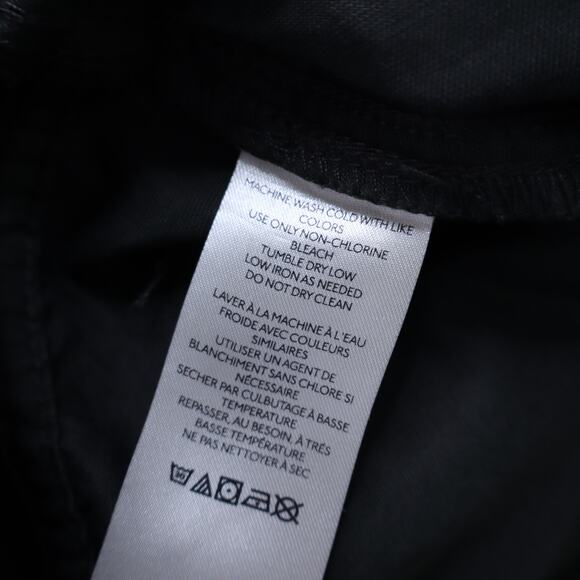 MACHINE WASH COLD WITH LIKE
COLORS
USE ONLY NON-CHLORINE
BLEACH
TUMBLE DRY LOW
LOW IRON AS NEEDED
DO NOT DRY CLEAN
LAVER À LA MACHINE À L'EAU
FROIDE AVEC COULEURS
SIMILAIRES
UTILISER UN AGENT DE
BLANCHIMENT SANS CHLORE SI
NÉCESSAIRE
SECHER PAR CULBUTAGE À BASSE
TEMPERATURE
REPASSER, AU BESOIN, À TRÉS
BASSE TEMPÉRATURE
NE PAS NETTOYER À SEC